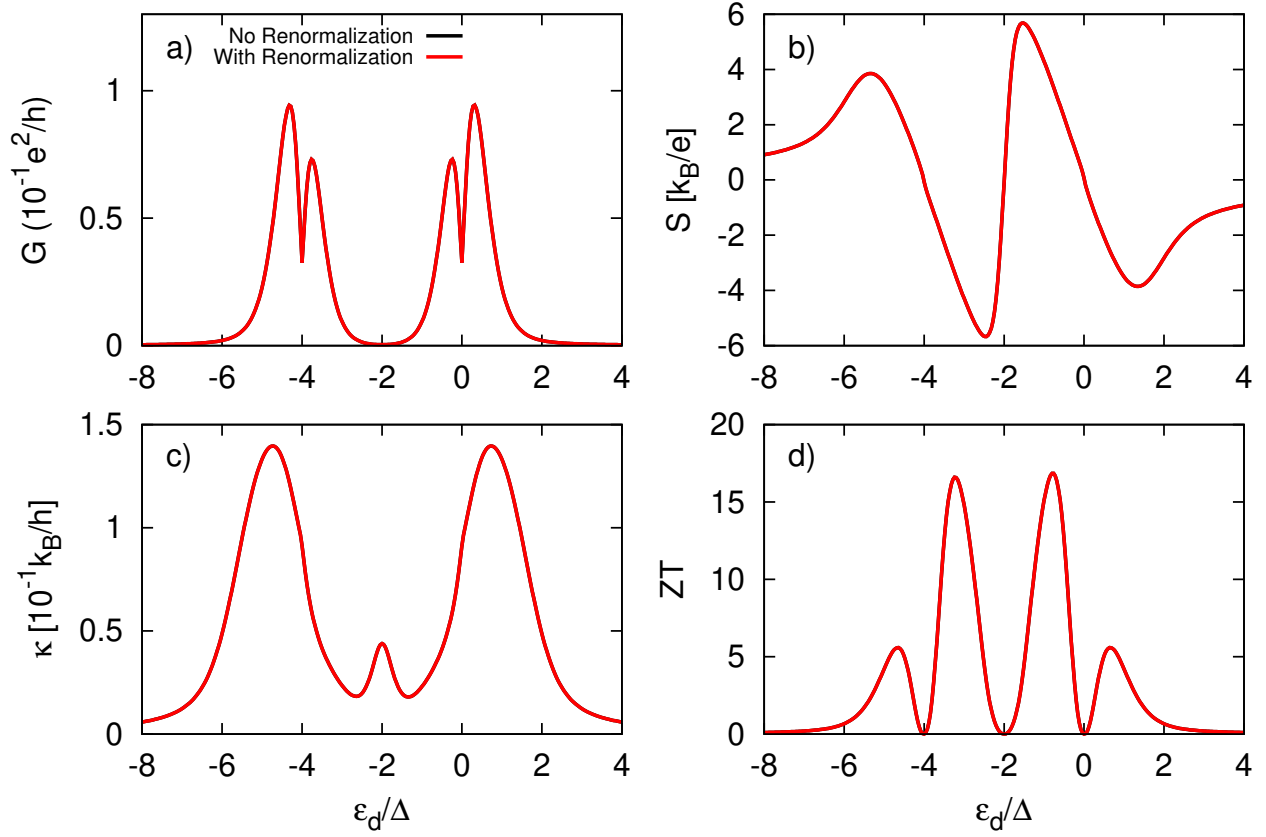 a)
No Renormalization
With Renormalization
G (10⁻¹e²/h)
1
0.5
0
-8 -6 -4 -2 0 2 4
b)
S [k_B/e]
6
4
2
0
-2
-4
-6
-8 -6 -4 -2 0 2 4
c)
κ [10⁻¹k_B/h]
1.5
1
0.5
0
-8 -6 -4 -2 0 2 4
ε_d/Δ
d)
ZT
20
15
10
5
0
-8 -6 -4 -2 0 2 4
ε_d/Δ